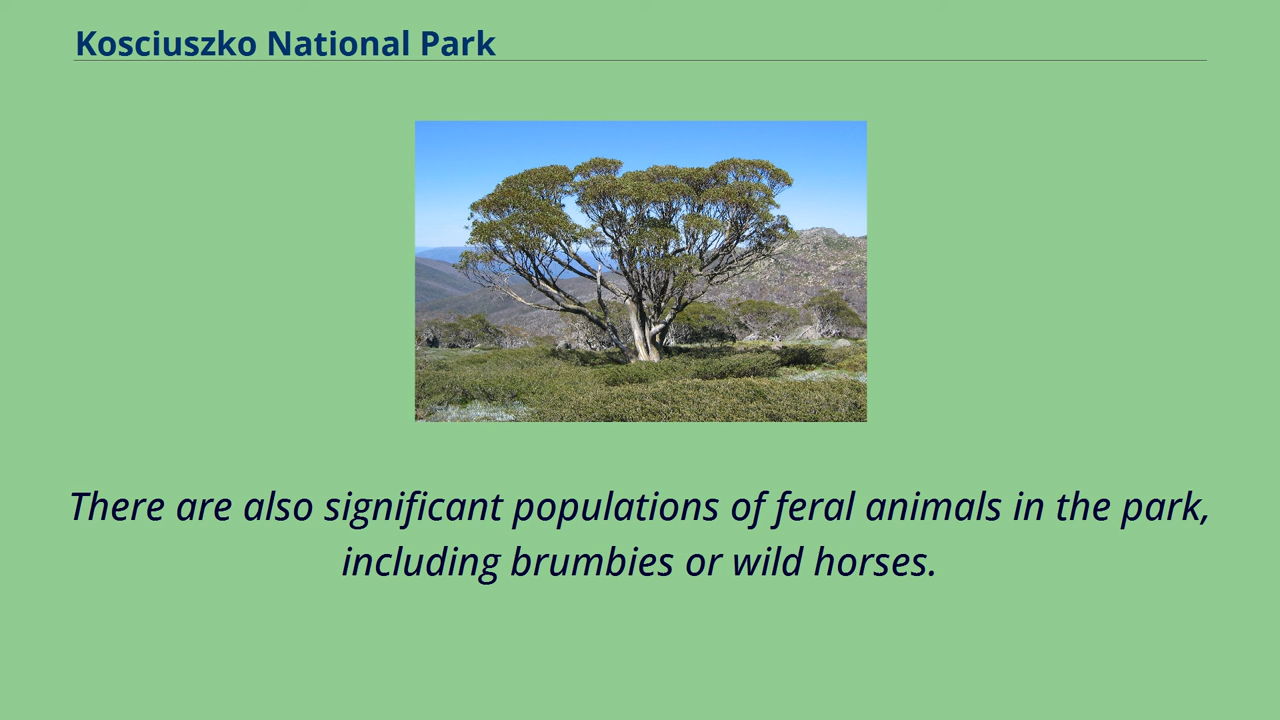 Kosciuszko National Park
There are also significant populations of feral animals in the park,
including brumbies or wild horses.